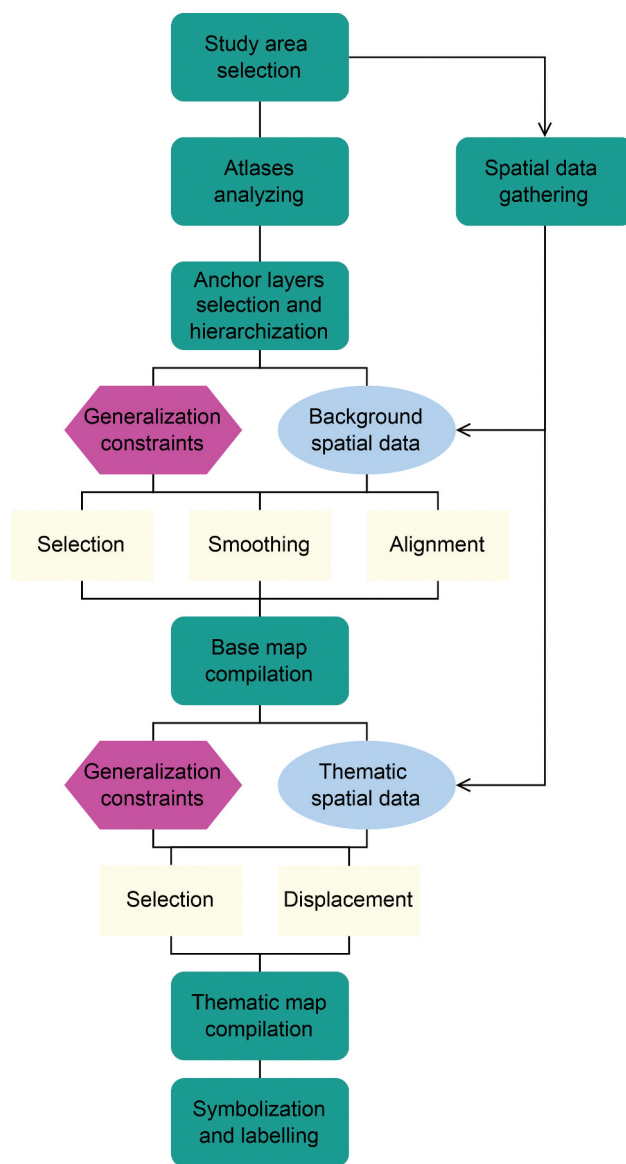 Study area
selection
Atlases
analyzing
Spatial data
gathering
Anchor layers
selection and
hierarchization
Generalization
constraints
Background
spatial data
Selection
Smoothing
Alignment
Base map
compilation
Generalization
constraints
Thematic
spatial data
Selection
Displacement
Thematic map
compilation
Symbolization
and labelling